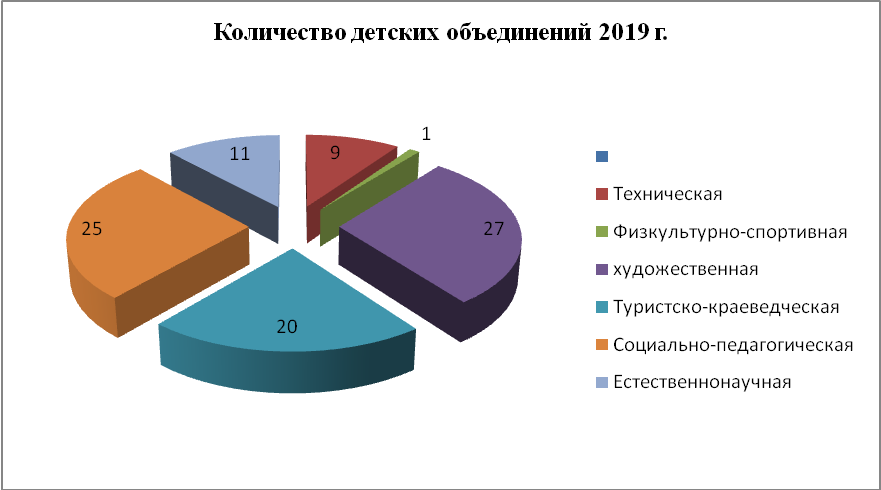 Количество детских объединений 2019 г.
1
11
9
25
27
20
Техническая
Физкультурно-спортивная
художественная
Туристско-краеведческая
Социально-педагогическая
Естественнонаучная